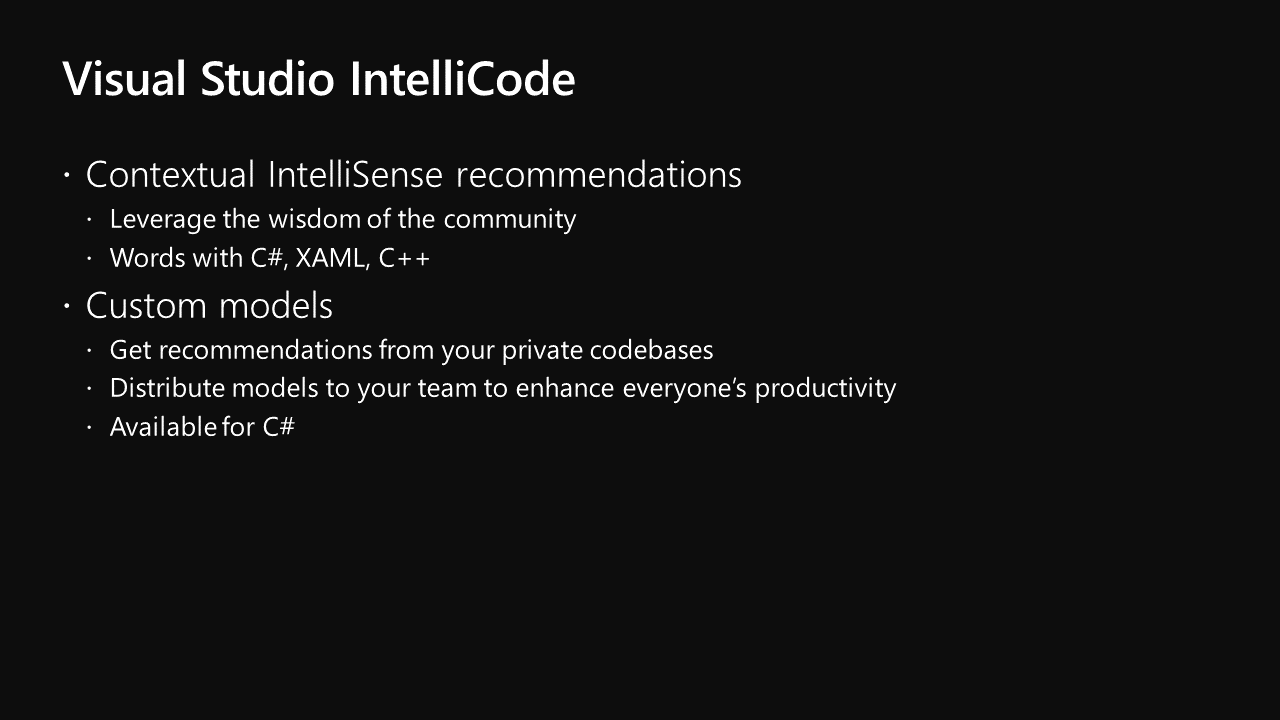 Visual Studio IntelliCode
· Contextual IntelliSense recommendations
· Leverage the wisdom of the community
· Words with C#, XAML, C++
· Custom models
· Get recommendations from your private codebases
· Distribute models to your team to enhance everyone’s productivity
· Available for C#